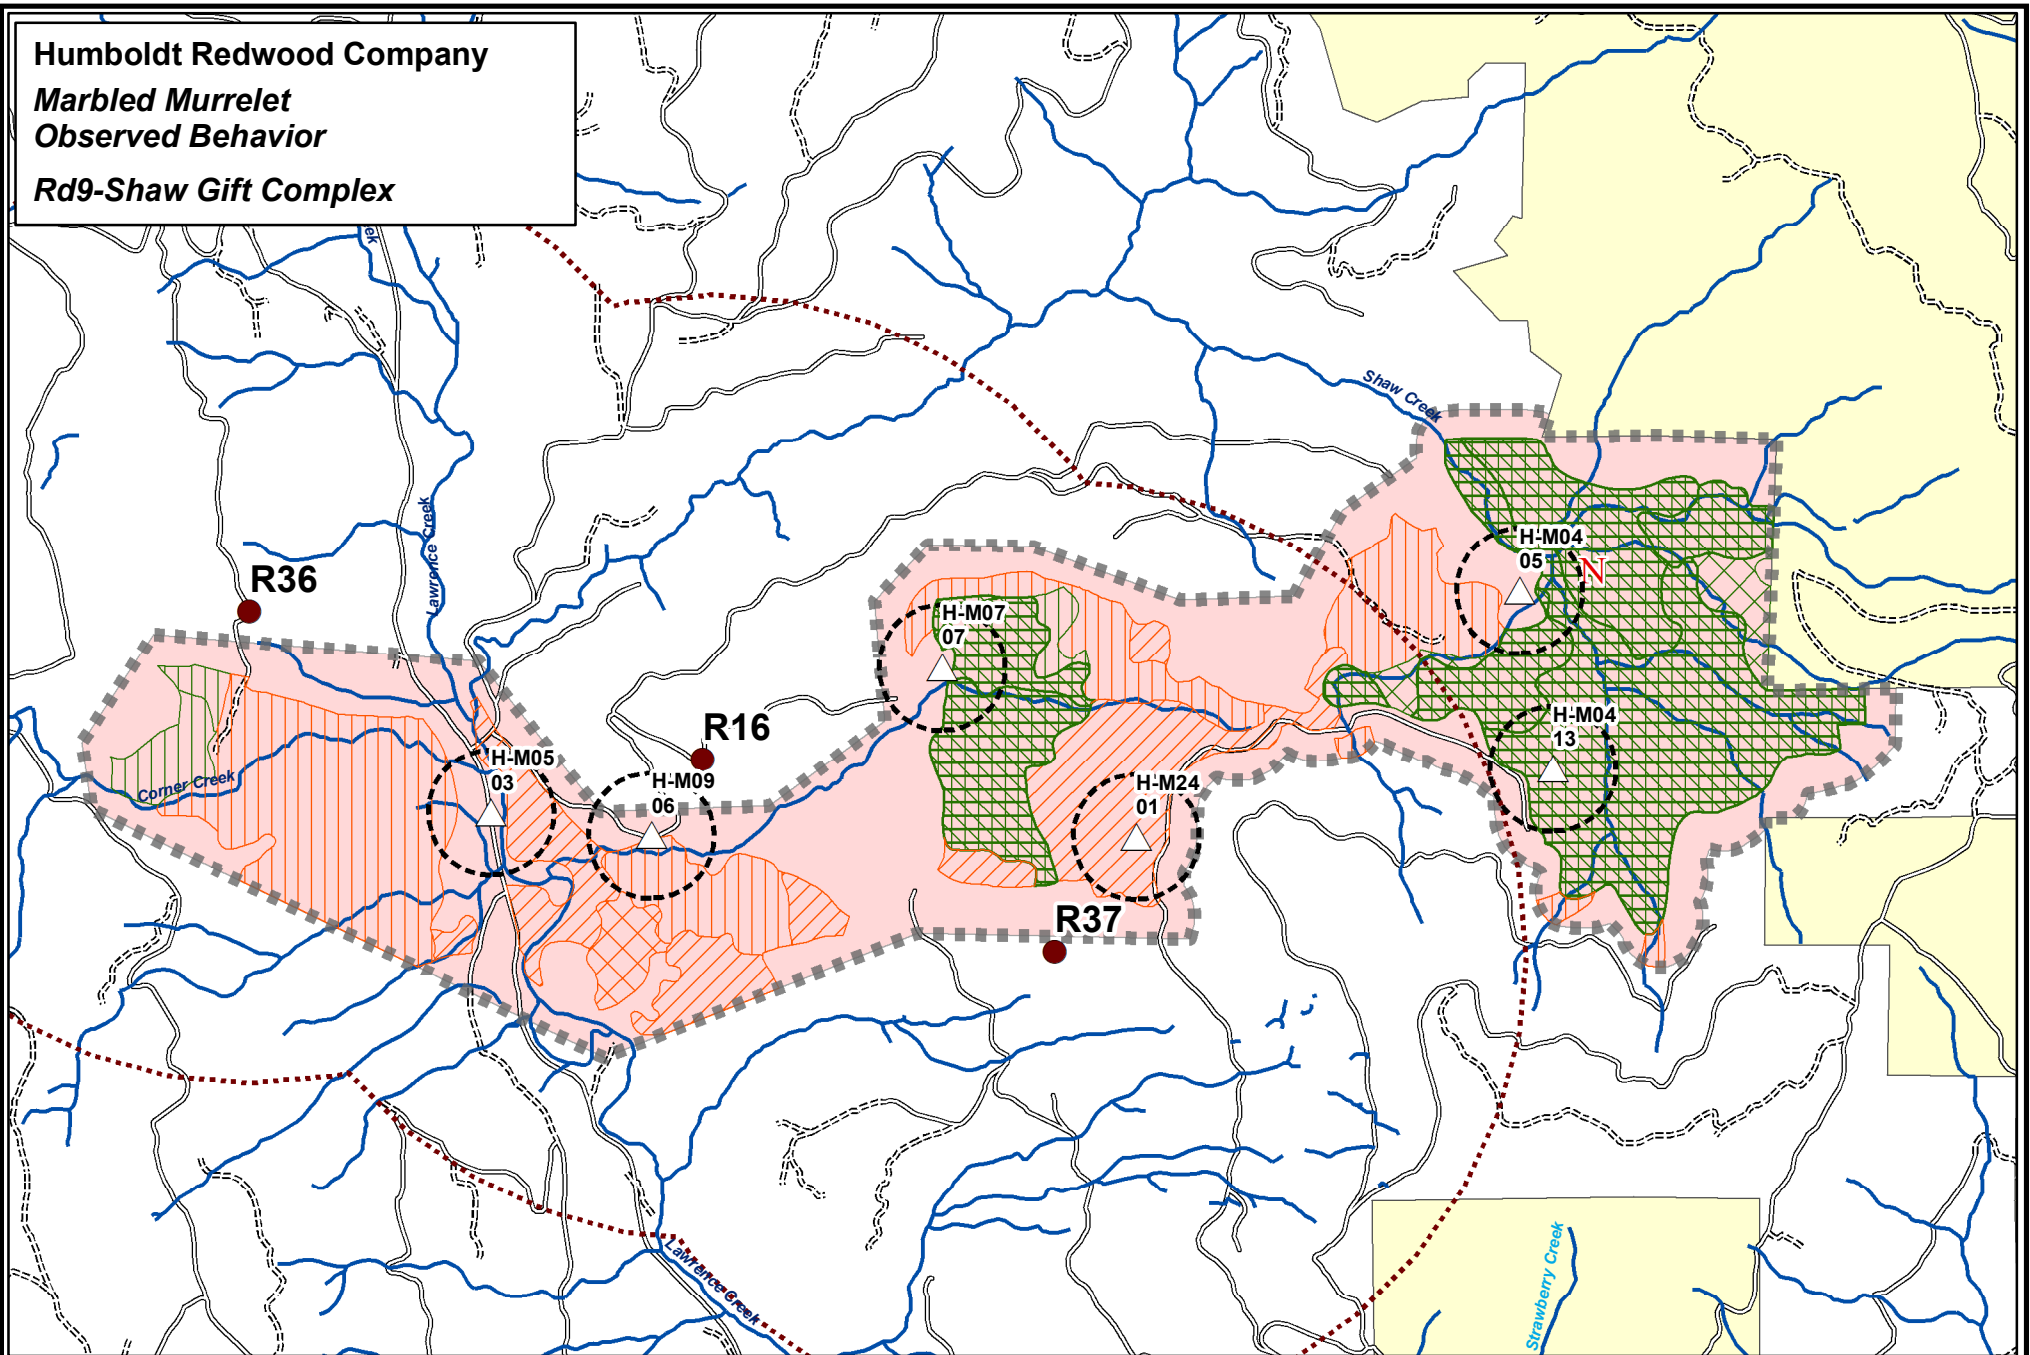 Humboldt Redwood Company
Marbled Murrelet
Observed Behavior
Rd9-Shaw Gift Complex
ek
Shaw Creek
Lawrence Creek
H-M04
05
N
R36
H-M07
07
R16
H-M04
13
H-M05
03
H-M09
06
H-M24
01
Corner Creek
R37
Lawrence Creek
Strawberry Creek